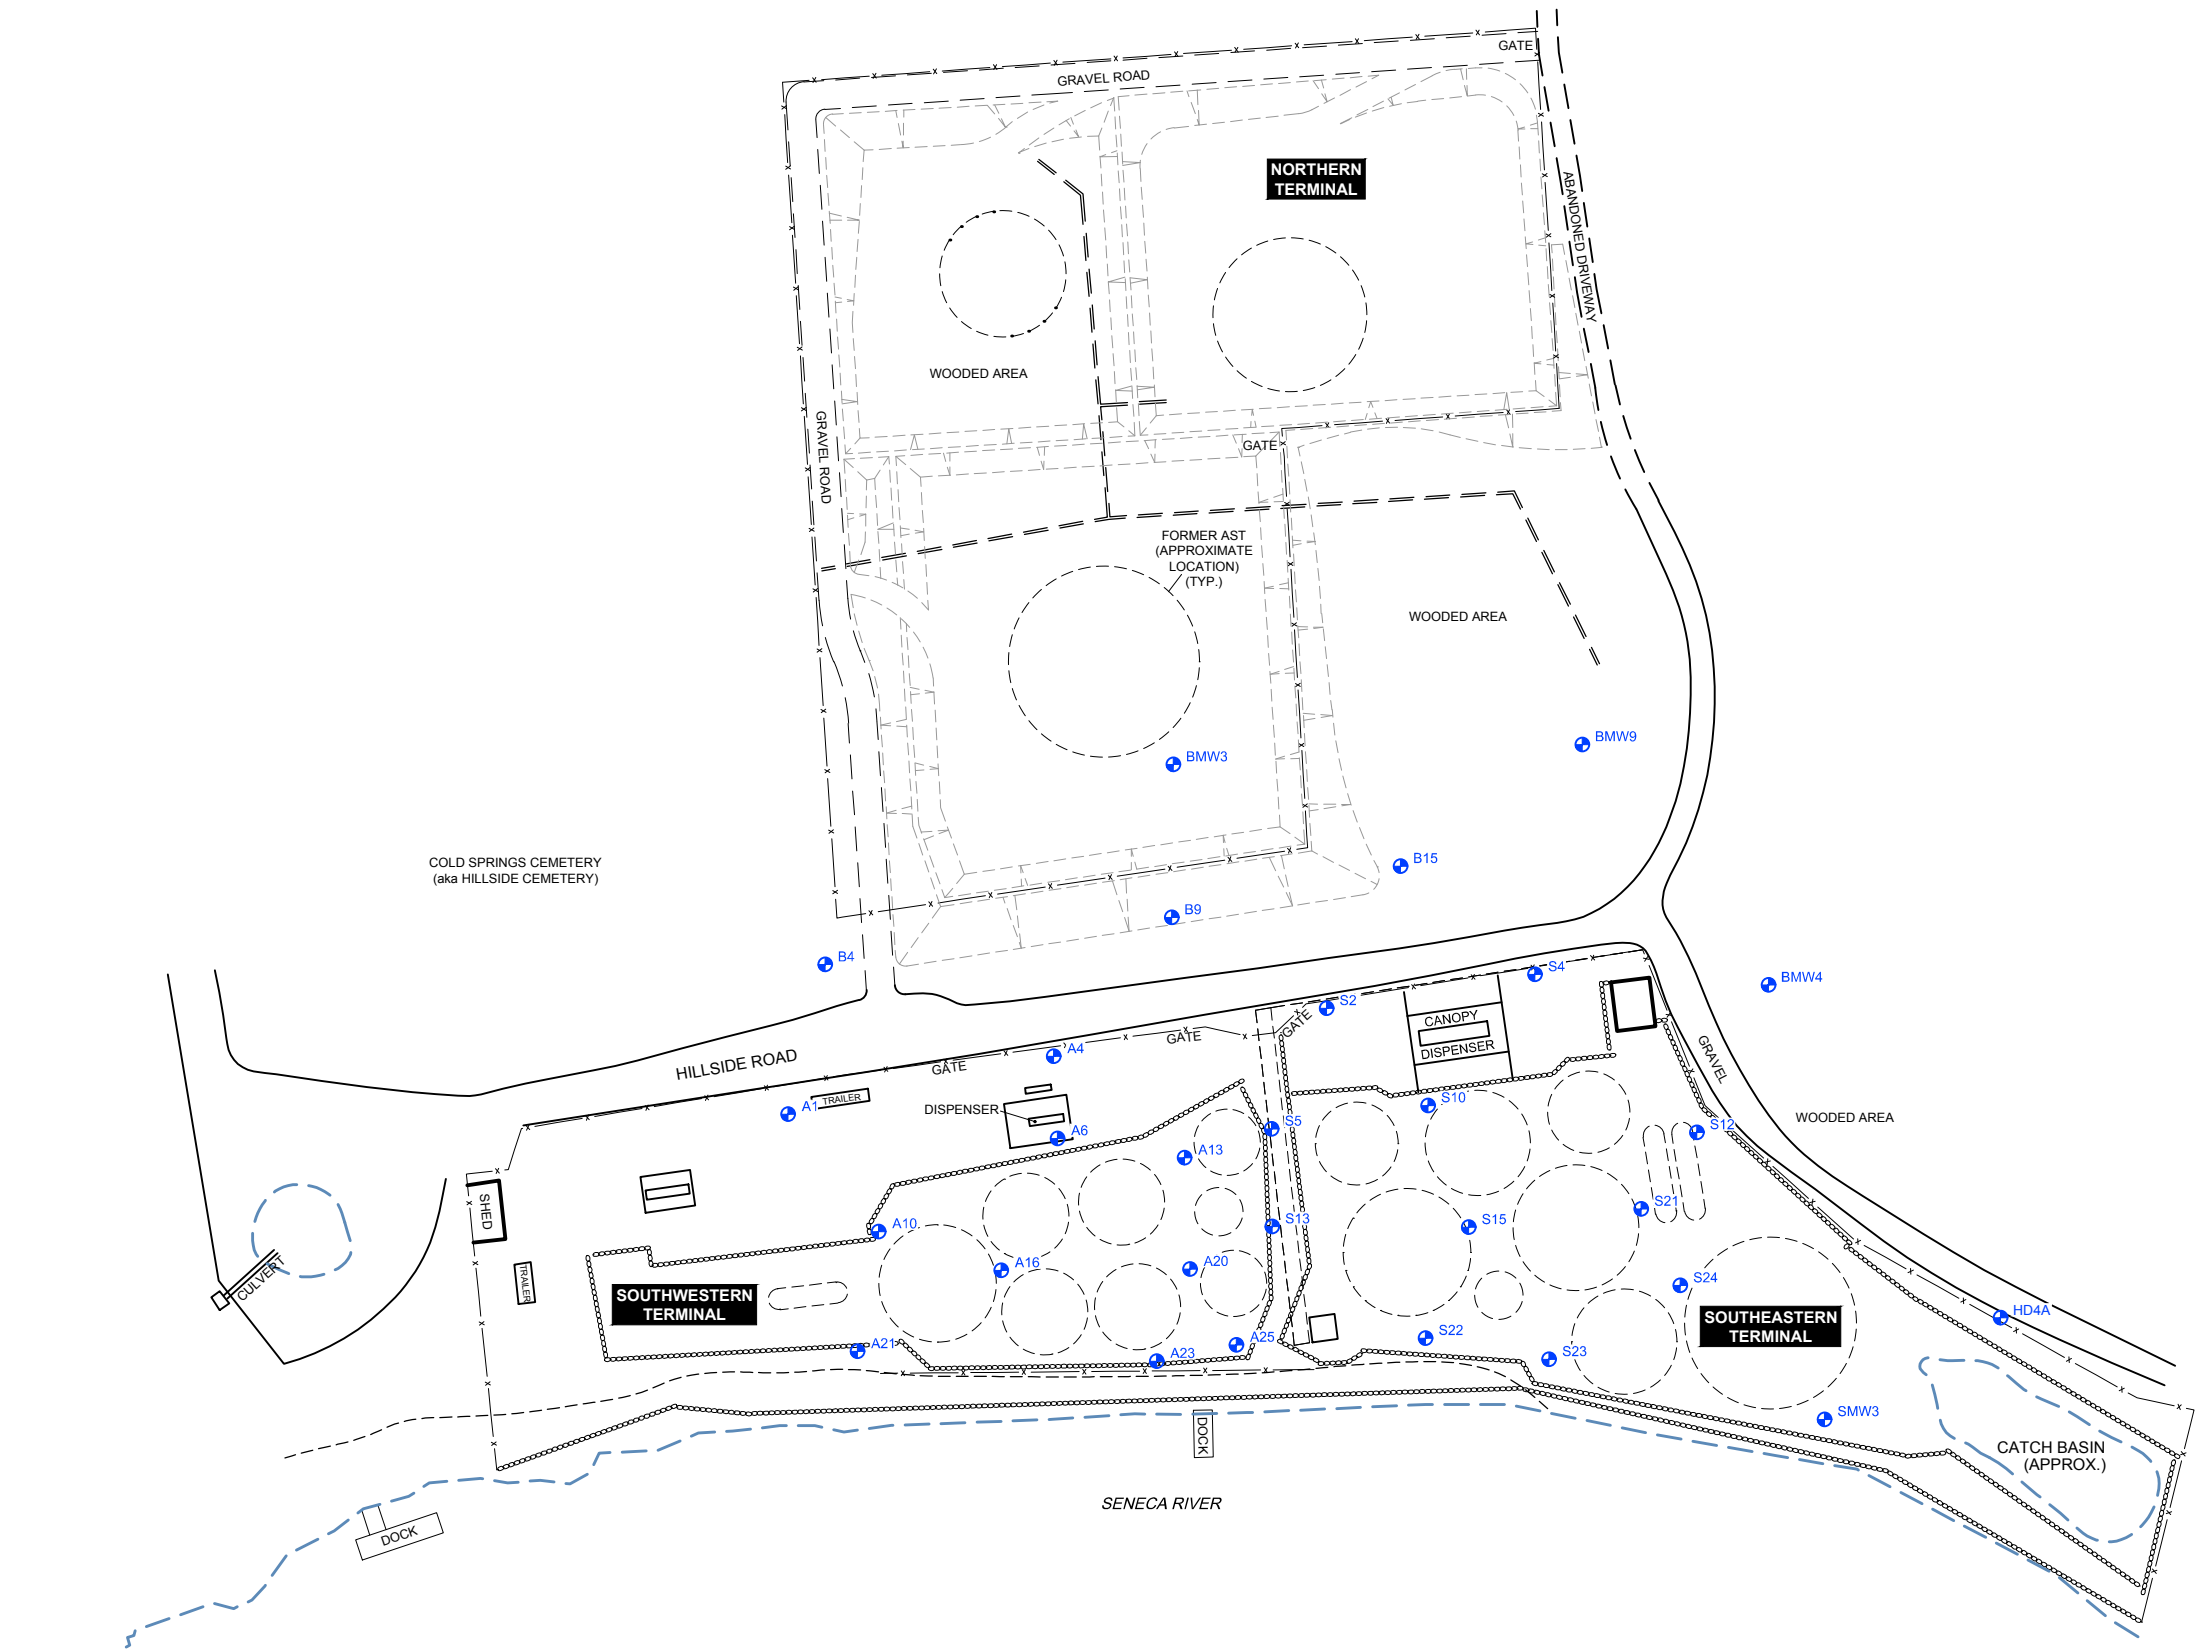 GATE
GRAVEL ROAD
NORTHERN
TERMINAL
ABANDONED DRIVEWAY
WOODED AREA
GRAVEL ROAD
GATE
FORMER AST
(APPROXIMATE
LOCATION)
(TYP.)
WOODED AREA
BMW9
BMW3
COLD SPRINGS CEMETERY
(aka HILLSIDE CEMETERY)
B15
B9
B4
S4
BMW4
S2
GATE
CANOPY
DISPENSER
GATE
A4
HILLSIDE ROAD
GATE
GRAVEL
TRAILER
A1
DISPENSER
A6
S10
S5
S12
WOODED AREA
A13
SHED
S21
A10
S13
S15
A16
A20
CULVERT
TRAILER
S24
SOUTHWESTERN
TERMINAL
SOUTHEASTERN
TERMINAL
HD4A
A21
A23
A25
S22
S23
SMW3
DOCK
CATCH BASIN
(APPROX.)
SENECA RIVER
DOCK